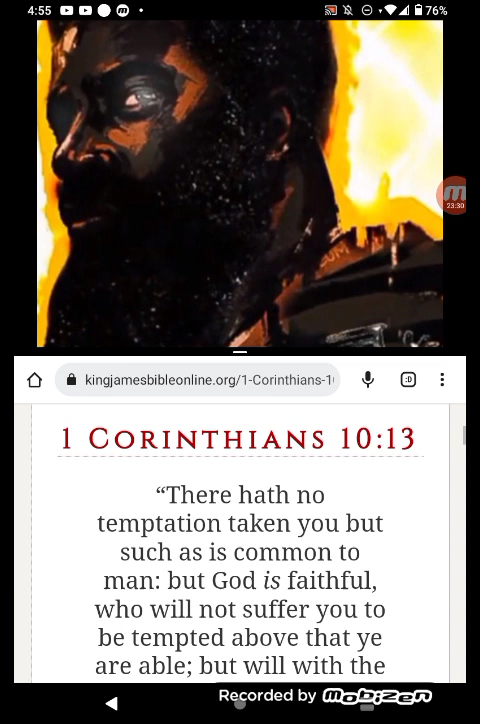 4:55
76%
23:30
kingjamesbibleonline.org/1-Corinthians-1
:D
1 CORINTHIANS 10:13
“There hath no
temptation taken you but
such as is common to
man: but God is faithful,
who will not suffer you to
be tempted above that ye
are able; but will with the
Recorded by Mobizen